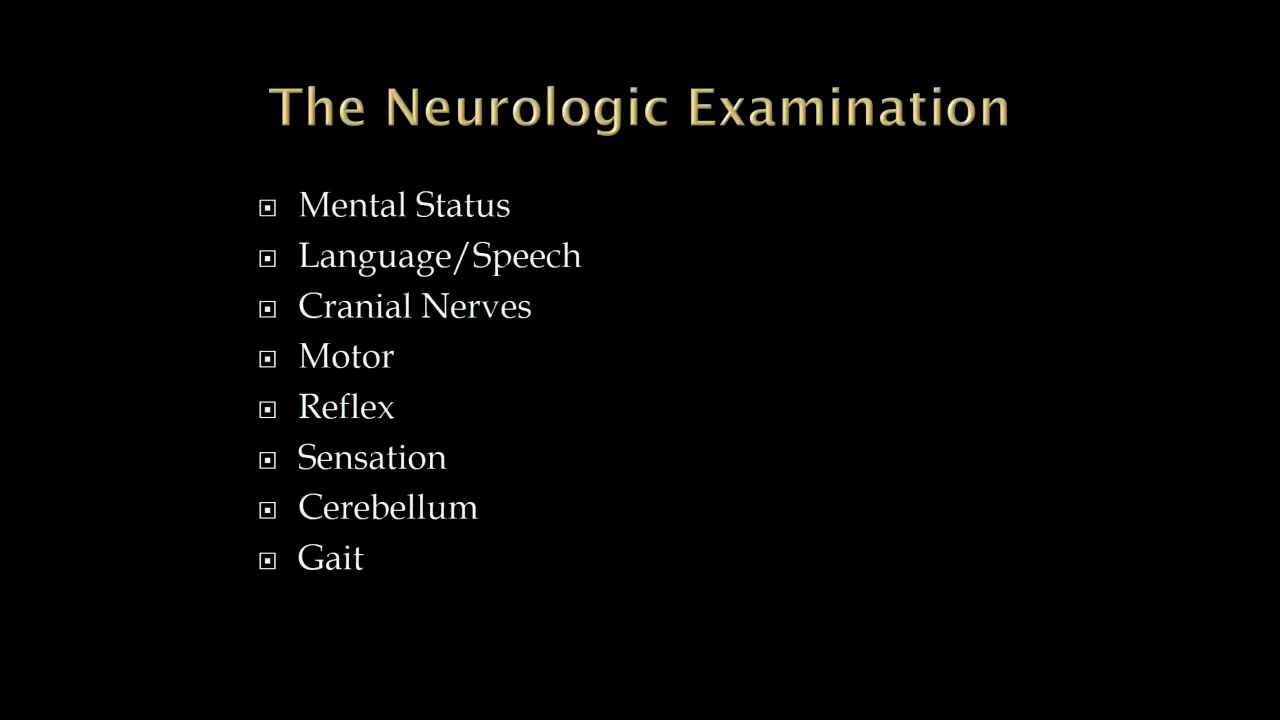 The Neurologic Examination
Mental Status
Language/Speech
Cranial Nerves
Motor
Reflex
Sensation
Cerebellum
Gait